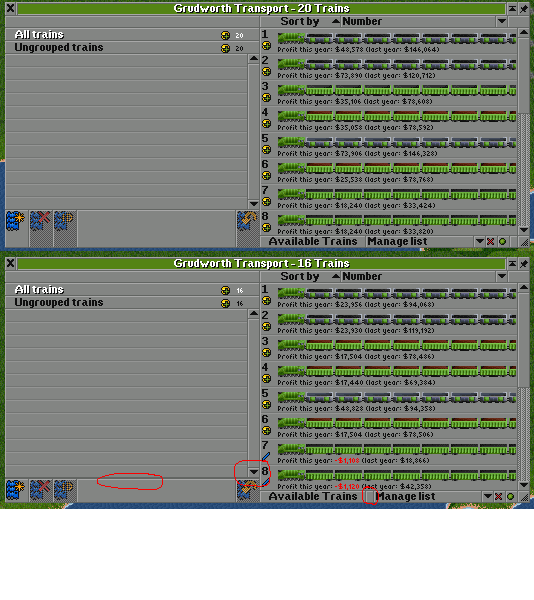 Grudworth Transport - 20 Trains
Sort by Number
All trains 20
Ungrouped trains 20
1
Profit this year: $48,578 (last year: $146,064)
2
Profit this year: $73,890 (last year: $120,712)
3
Profit this year: $35,106 (last year: $78,608)
4
Profit this year: $35,058 (last year: $78,592)
5
Profit this year: $73,906 (last year: $146,328)
6
Profit this year: $25,538 (last year: $78,768)
7
Profit this year: $18,240 (last year: $33,424)
8
Profit this year: $18,240 (last year: $33,820)
Available Trains Manage list
Grudworth Transport - 16 Trains
Sort by Number
All trains 16
Ungrouped trains 16
1
Profit this year: $23,956 (last year: $94,068)
2
Profit this year: $23,930 (last year: $119,192)
3
Profit this year: $17,504 (last year: $78,486)
4
Profit this year: $17,440 (last year: $69,384)
5
Profit this year: $48,828 (last year: $94,358)
6
Profit this year: $17,504 (last year: $78,506)
7
Profit this year: -$1,108 (last year: $18,866)
8
Profit this year: -$1,120 (last year: $42,358)
Available Trains Manage list